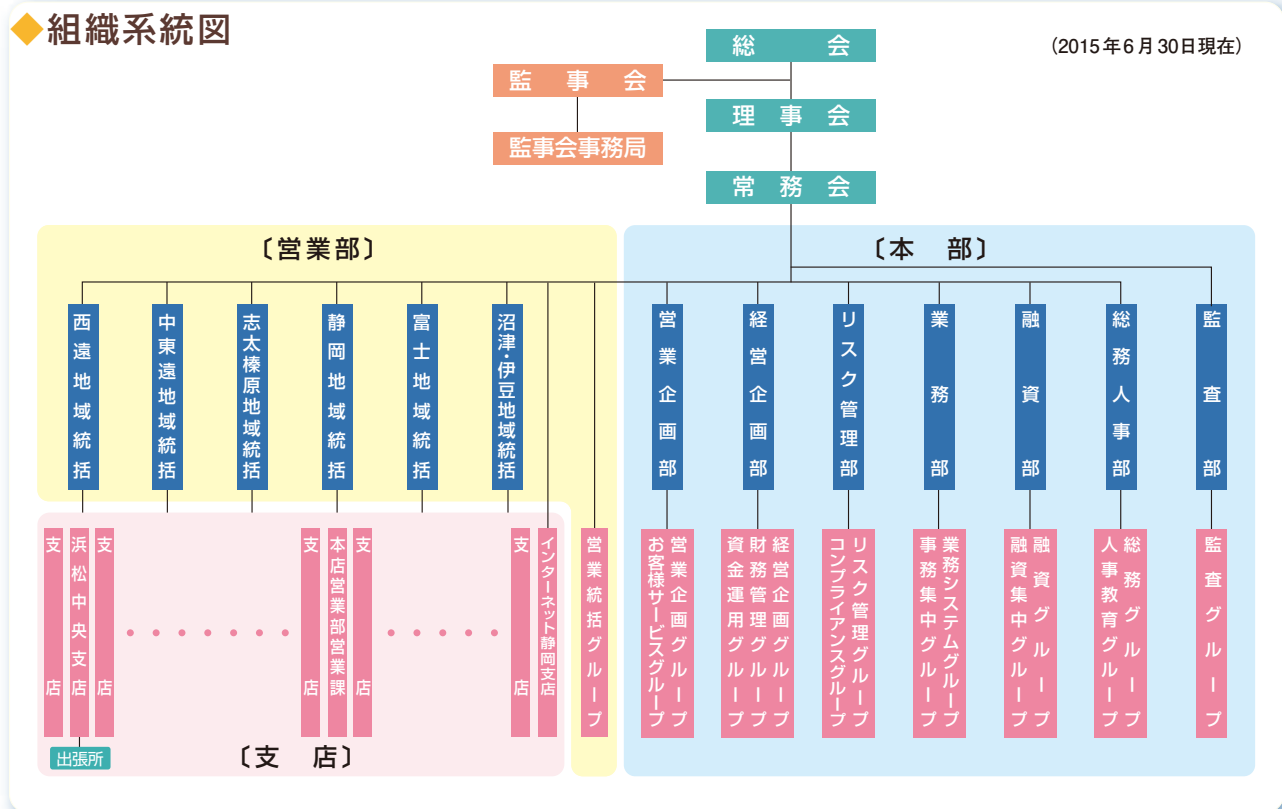 ◆組織系統図
(2015年6月30日現在)
総会
監事会
理事会
監事会事務局
常務会
〔営業部〕
〔本部〕
西遠地域統括
中東遠地域統括
志太榛原地域統括
静岡地域統括
富士地域統括
沼津・伊豆地域統括
営業企画部
経営企画部
リスク管理部
業務部
融資部
総務人事部
監査部
支店
浜松中央支店
支店
・・・・・・・
支店
本店営業部営業課
支店
・・・・・
支店
インターネット静岡支店
営業統括グループ
営業企画グループ
お客様サービスグループ
経営企画グループ
財務管理グループ
資金運用グループ
リスク管理グループ
コンプライアンスグループ
業務システムグループ
事務集中グループ
融資グループ
融資集中グループ
総務グループ
人事教育グループ
監査グループ
出張所
〔支店〕